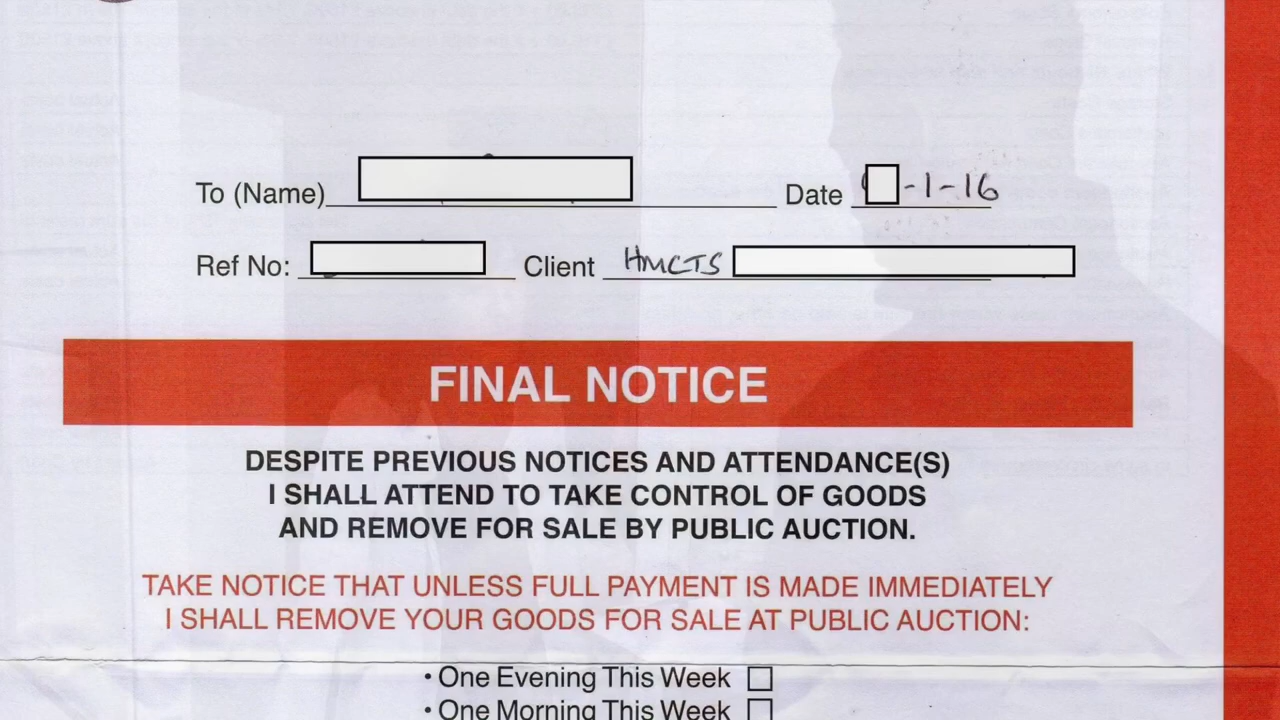 To (Name) Date -1-16
Ref No: Client HMCTS
FINAL NOTICE
DESPITE PREVIOUS NOTICES AND ATTENDANCE(S)
I SHALL ATTEND TO TAKE CONTROL OF GOODS
AND REMOVE FOR SALE BY PUBLIC AUCTION.
TAKE NOTICE THAT UNLESS FULL PAYMENT IS MADE IMMEDIATELY
I SHALL REMOVE YOUR GOODS FOR SALE AT PUBLIC AUCTION:
• One Evening This Week
• One Morning This Week